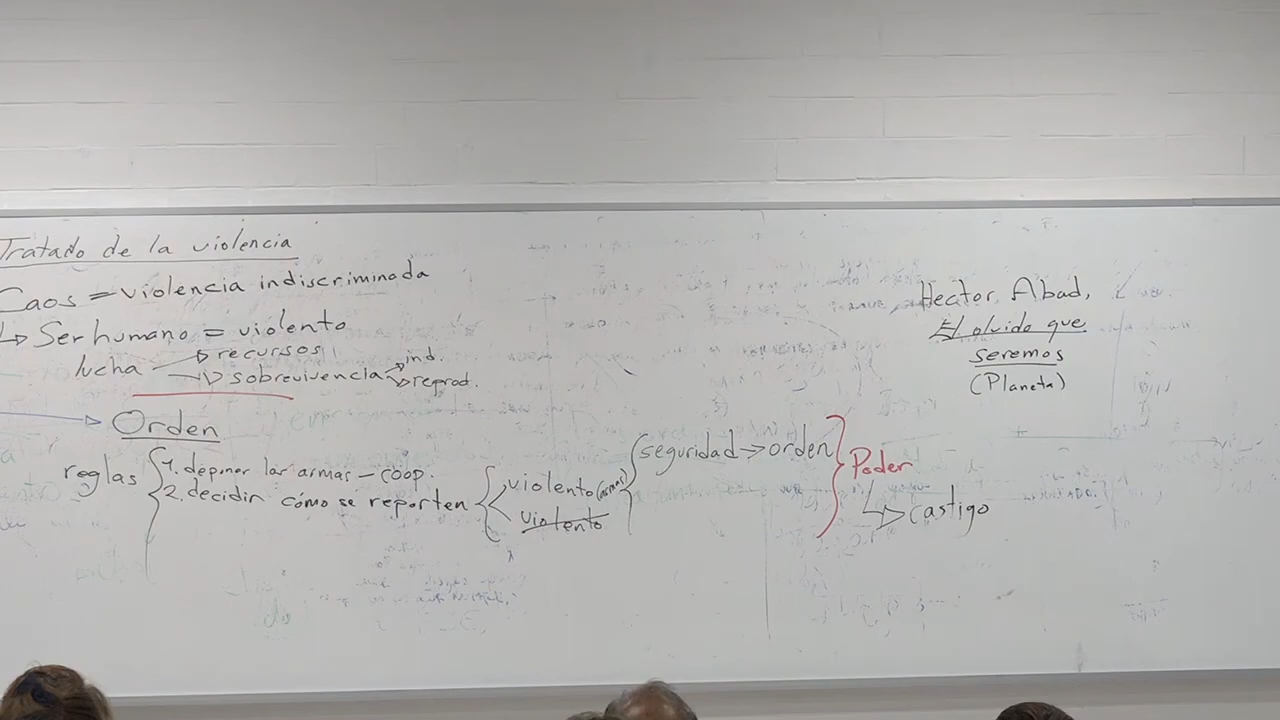 Tratado de la violencia
Caos = violencia indiscriminada
↳ Ser humano = violento
lucha → recursos
→ sobrevivencia → ind.
→ reprod.
Orden
reglas { 1. deponer las armas – coop.
2. decidir cómo se reporten { violento (armas)
violento
{ seguridad → orden } Poder
↳ castigo
Hector Abad,
El olvido que
seremos
(Planeta)